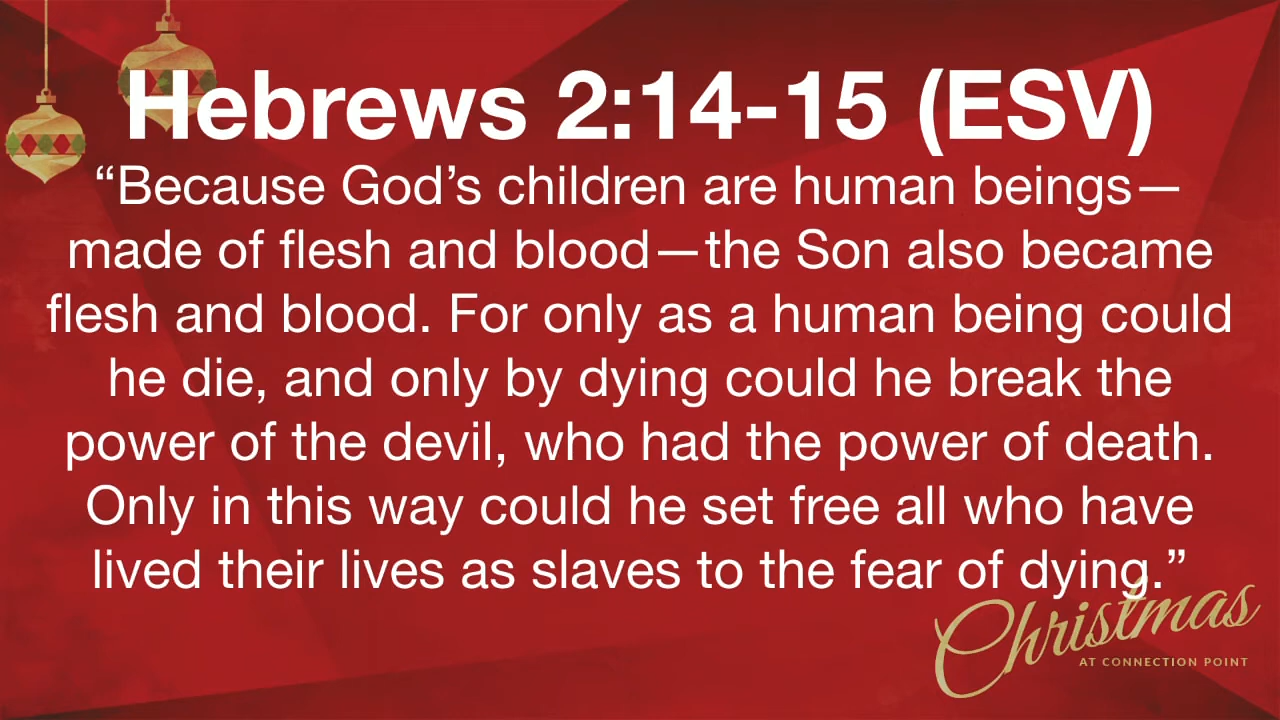 Hebrews 2:14-15 (ESV)
“Because God’s children are human beings—
made of flesh and blood—the Son also became
flesh and blood. For only as a human being could
he die, and only by dying could he break the
power of the devil, who had the power of death.
Only in this way could he set free all who have
lived their lives as slaves to the fear of dying.”
Christmas
AT CONNECTION POINT